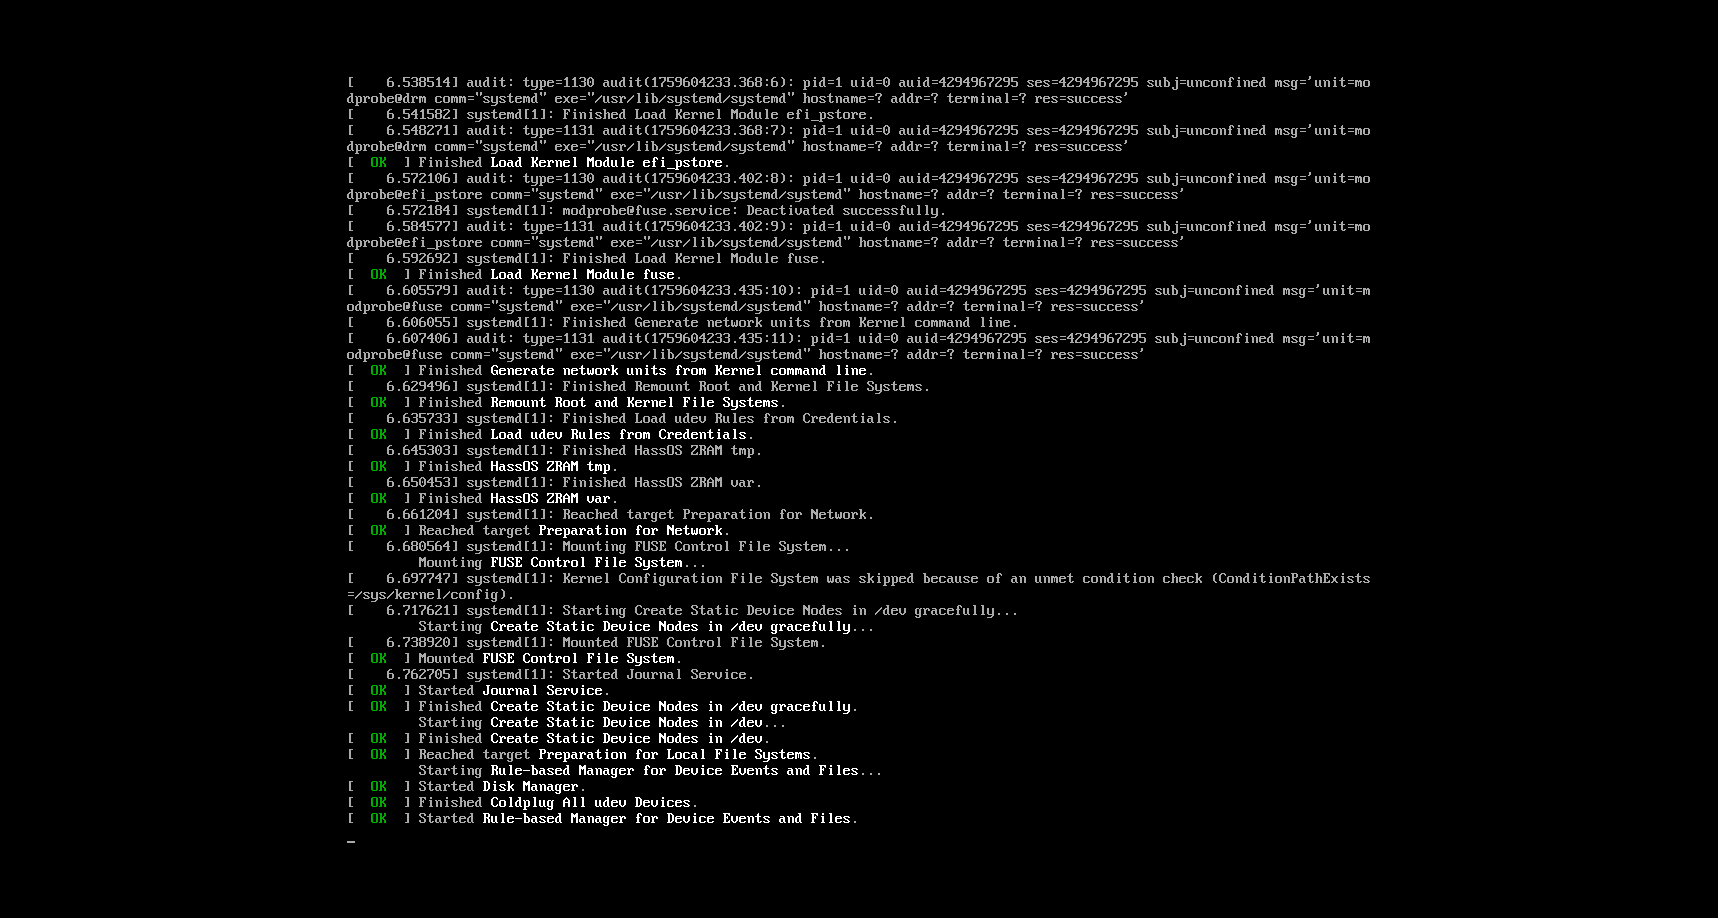 [    6.538514] audit: type=1130 audit(1759604233.368:6): pid=1 uid=0 auid=4294967295 ses=4294967295 subj=unconfined msg='unit=mo
dprobe@drm comm="systemd" exe="/usr/lib/systemd/systemd" hostname=? addr=? terminal=? res=success'
[    6.541582] systemd[1]: Finished Load Kernel Module efi_pstore.
[    6.548271] audit: type=1131 audit(1759604233.368:7): pid=1 uid=0 auid=4294967295 ses=4294967295 subj=unconfined msg='unit=mo
dprobe@drm comm="systemd" exe="/usr/lib/systemd/systemd" hostname=? addr=? terminal=? res=success'
[  OK  ] Finished Load Kernel Module efi_pstore.
[    6.572106] audit: type=1130 audit(1759604233.402:8): pid=1 uid=0 auid=4294967295 ses=4294967295 subj=unconfined msg='unit=mo
dprobe@efi_pstore comm="systemd" exe="/usr/lib/systemd/systemd" hostname=? addr=? terminal=? res=success'
[    6.572184] systemd[1]: modprobe@fuse.service: Deactivated successfully.
[    6.584577] audit: type=1131 audit(1759604233.402:9): pid=1 uid=0 auid=4294967295 ses=4294967295 subj=unconfined msg='unit=mo
dprobe@efi_pstore comm="systemd" exe="/usr/lib/systemd/systemd" hostname=? addr=? terminal=? res=success'
[    6.592692] systemd[1]: Finished Load Kernel Module fuse.
[  OK  ] Finished Load Kernel Module fuse.
[    6.605579] audit: type=1130 audit(1759604233.435:10): pid=1 uid=0 auid=4294967295 ses=4294967295 subj=unconfined msg='unit=m
odprobe@fuse comm="systemd" exe="/usr/lib/systemd/systemd" hostname=? addr=? terminal=? res=success'
[    6.606055] systemd[1]: Finished Generate network units from Kernel command line.
[    6.607406] audit: type=1131 audit(1759604233.435:11): pid=1 uid=0 auid=4294967295 ses=4294967295 subj=unconfined msg='unit=m
odprobe@fuse comm="systemd" exe="/usr/lib/systemd/systemd" hostname=? addr=? terminal=? res=success'
[  OK  ] Finished Generate network units from Kernel command line.
[    6.629496] systemd[1]: Finished Remount Root and Kernel File Systems.
[  OK  ] Finished Remount Root and Kernel File Systems.
[    6.635733] systemd[1]: Finished Load udev Rules from Credentials.
[  OK  ] Finished Load udev Rules from Credentials.
[    6.645303] systemd[1]: Finished HassOS ZRAM tmp.
[  OK  ] Finished HassOS ZRAM tmp.
[    6.650453] systemd[1]: Finished HassOS ZRAM var.
[  OK  ] Finished HassOS ZRAM var.
[    6.661204] systemd[1]: Reached target Preparation for Network.
[  OK  ] Reached target Preparation for Network.
[    6.680564] systemd[1]: Mounting FUSE Control File System...
         Mounting FUSE Control File System...
[    6.697747] systemd[1]: Kernel Configuration File System was skipped because of an unmet condition check (ConditionPathExists
=/sys/kernel/config).
[    6.717621] systemd[1]: Starting Create Static Device Nodes in /dev gracefully...
         Starting Create Static Device Nodes in /dev gracefully...
[    6.738920] systemd[1]: Mounted FUSE Control File System.
[  OK  ] Mounted FUSE Control File System.
[    6.762705] systemd[1]: Started Journal Service.
[  OK  ] Started Journal Service.
[  OK  ] Finished Create Static Device Nodes in /dev gracefully.
         Starting Create Static Device Nodes in /dev...
[  OK  ] Finished Create Static Device Nodes in /dev.
[  OK  ] Reached target Preparation for Local File Systems.
         Starting Rule-based Manager for Device Events and Files...
[  OK  ] Started Disk Manager.
[  OK  ] Finished Coldplug All udev Devices.
[  OK  ] Started Rule-based Manager for Device Events and Files.